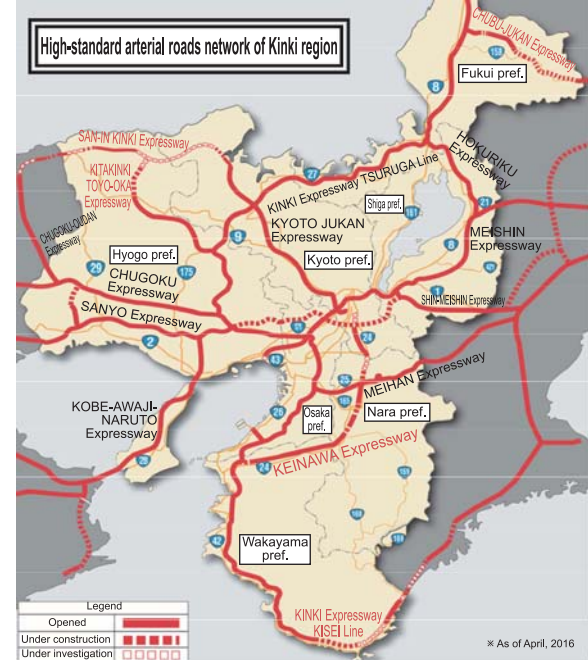 High-standard arterial roads network of Kinki region
CHUBU-JUKAN Expressway
158
Fukui pref.
8
SAN-IN KINKI Expressway
HOKURIKU
Expressway
KITAKINKI
TOYO-OKA
Expressway
27
KINKI Expressway TSURUGA Line
Shiga pref.
161
21
CHUGOKU-OUDAN
Expressway
9
KYOTO JUKAN
Expressway
MEISHIN
Expressway
8
Hyogo pref.
Kyoto pref.
29
175
CHUGOKU
Expressway
1
SHIN-MEISHIN Expressway
SANYO Expressway
2
24
43
25
MEIHAN Expressway
KOBE-AWAJI-
NARUTO
Expressway
26
Osaka
pref.
Nara pref.
28
24
KEINAWA Expressway
42
Wakayama
pref.
KINKI Expressway
KISEI Line
Legend
Opened
Under construction
Under investigation
※ As of April, 2016